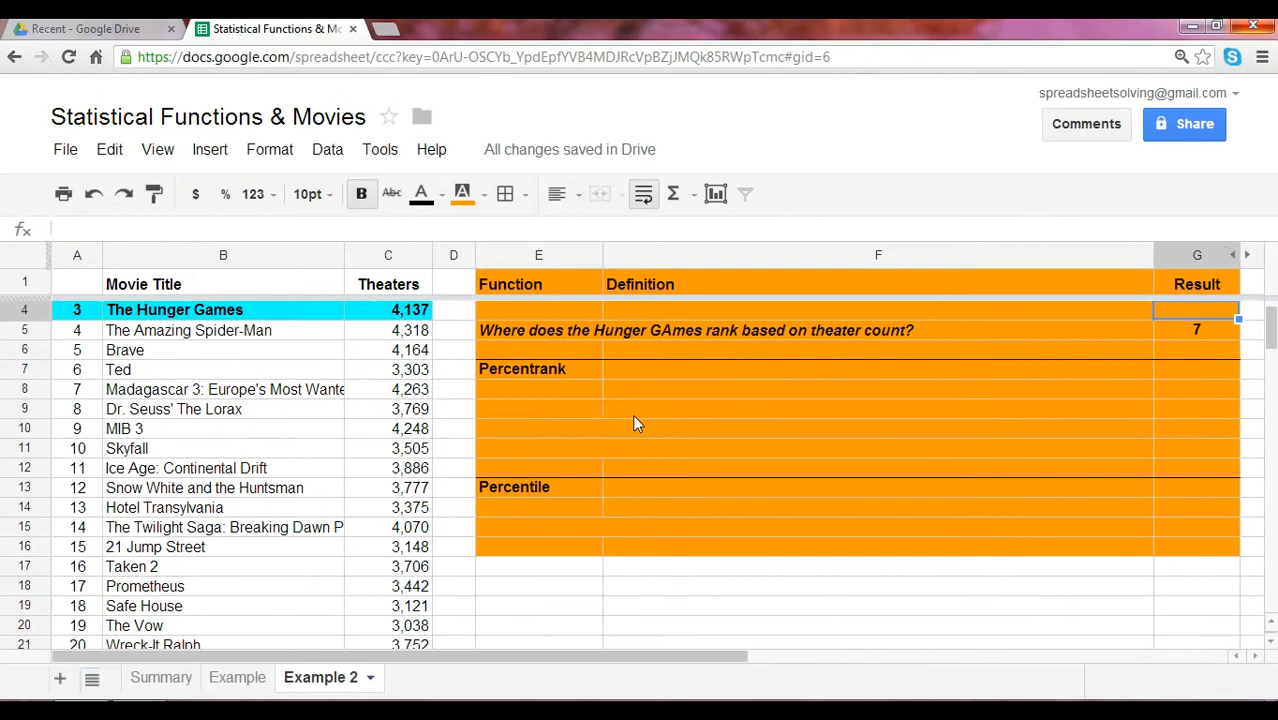 Recent - Google Drive
Statistical Functions & Mo
https://docs.google.com/spreadsheet/ccc?key=0ArU-OSCYb_YpdEpfYVB4MDJRcVpBZjJMQk85RWpTcmc#gid=6
spreadsheetsolving@gmail.com
Statistical Functions & Movies
Comments Share
File Edit View Insert Format Data Tools Help All changes saved in Drive
$ % 123 10pt B Abc A A Σ
fx
A B C D E F G
1 Movie Title Theaters Function Definition Result
4 3 The Hunger Games 4,137
5 4 The Amazing Spider-Man 4,318 Where does the Hunger GAmes rank based on theater count? 7
6 5 Brave 4,164
7 6 Ted 3,303 Percentrank
8 7 Madagascar 3: Europe's Most Wante 4,263
9 8 Dr. Seuss' The Lorax 3,769
10 9 MIB 3 4,248
11 10 Skyfall 3,505
12 11 Ice Age: Continental Drift 3,886
13 12 Snow White and the Huntsman 3,777 Percentile
14 13 Hotel Transylvania 3,375
15 14 The Twilight Saga: Breaking Dawn P 4,070
16 15 21 Jump Street 3,148
17 16 Taken 2 3,706
18 17 Prometheus 3,442
19 18 Safe House 3,121
20 19 The Vow 3,038
21 20 Wreck-It Ralph 3,752
Summary Example Example 2